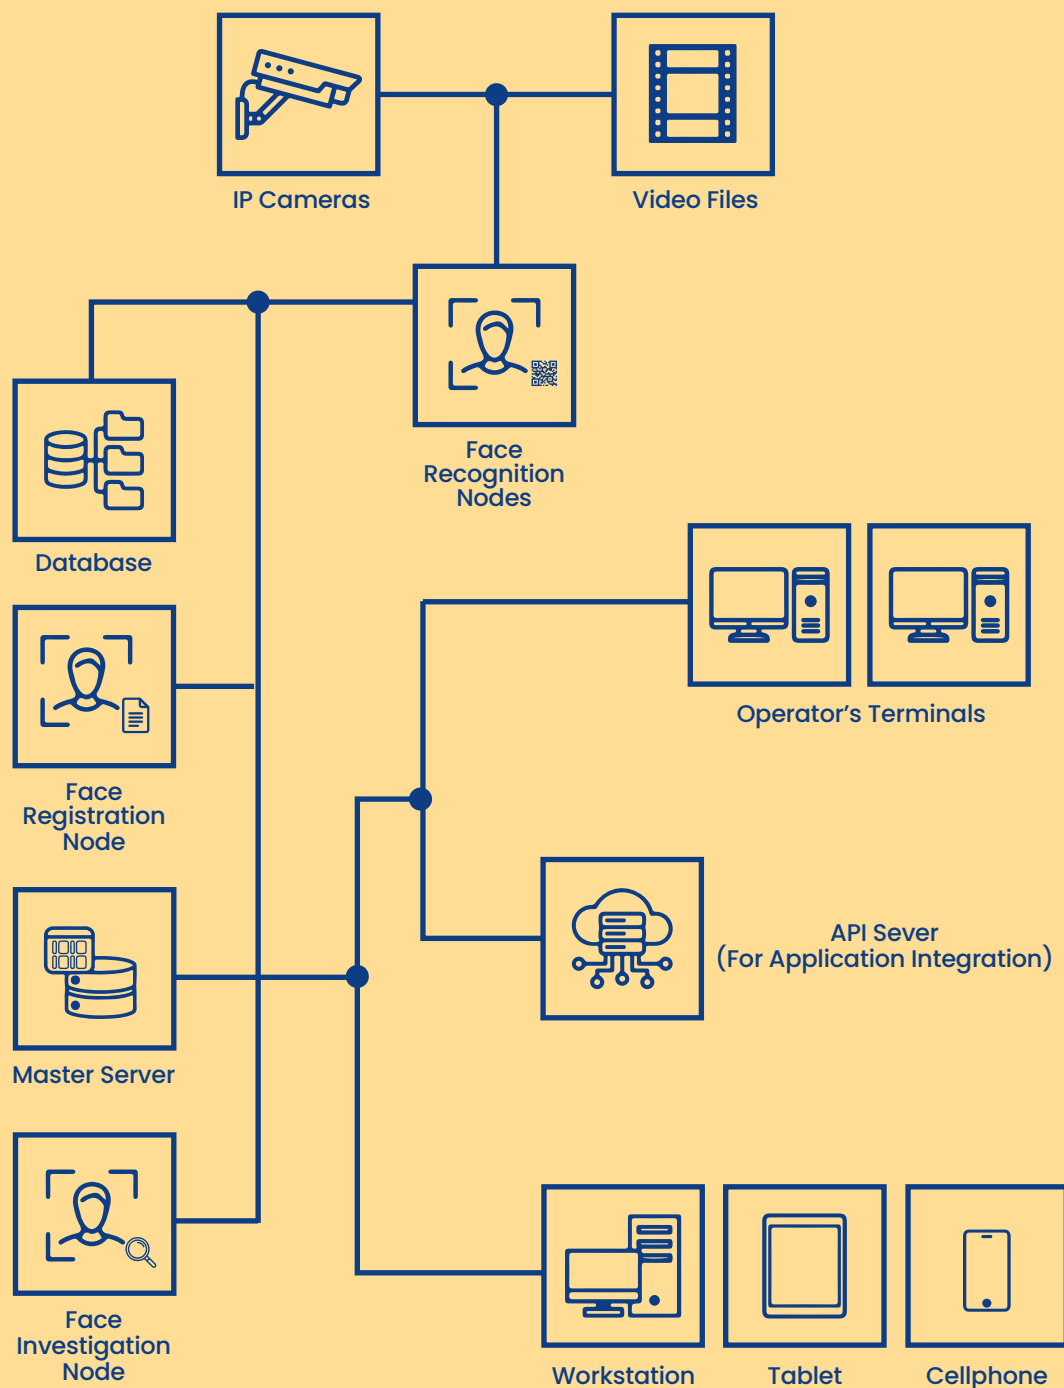 IP Cameras
Video Files
Face
Recognition
Nodes
Database
Operator's Terminals
Face
Registration
Node
API Sever
(For Application Integration)
Master Server
Face
Investigation
Node
Workstation
Tablet
Cellphone